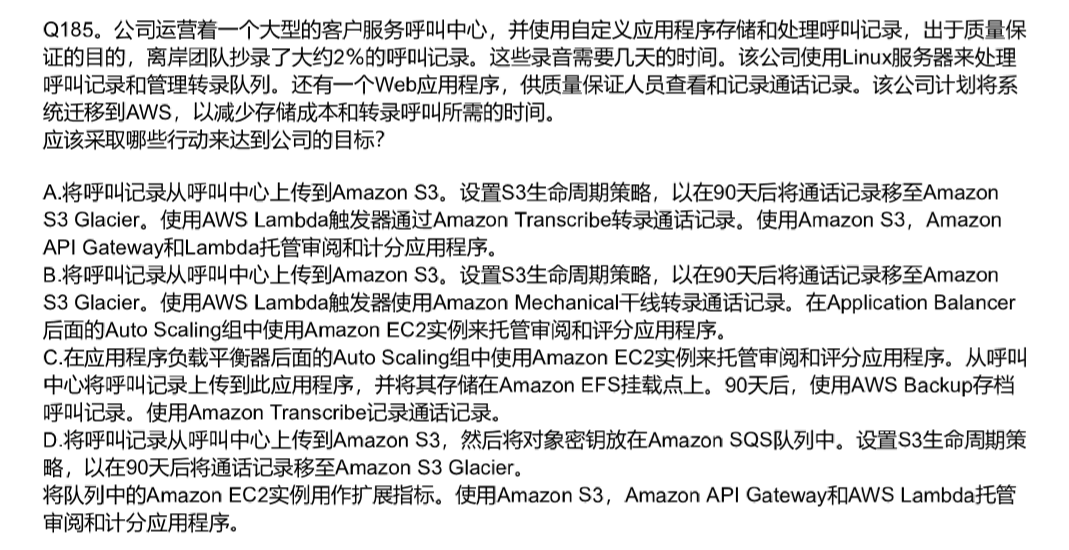 Q185。公司运营着一个大型的客户服务呼叫中心，并使用自定义应用程序存储和处理呼叫记录，出于质量保
证的目的，离岸团队抄录了大约2%的呼叫记录。这些录音需要几天的时间。该公司使用Linux服务器来处理
呼叫记录和管理转录队列。还有一个Web应用程序，供质量保证人员查看和记录通话记录。该公司计划将系
统迁移到AWS，以减少存储成本和转录呼叫所需的时间。
应该采取哪些行动来达到公司的目标？
A.将呼叫记录从呼叫中心上传到Amazon S3。设置S3生命周期策略，以在90天后将通话记录移至Amazon
S3 Glacier。使用AWS Lambda触发器通过Amazon Transcribe转录通话记录。使用Amazon S3，Amazon
API Gateway和Lambda托管审阅和计分应用程序。
B.将呼叫记录从呼叫中心上传到Amazon S3。设置S3生命周期策略，以在90天后将通话记录移至Amazon
S3 Glacier。使用AWS Lambda触发器使用Amazon Mechanical干线转录通话记录。在Application Balancer
后面的Auto Scaling组中使用Amazon EC2实例来托管审阅和评分应用程序。
C.在应用程序负载平衡器后面的Auto Scaling组中使用Amazon EC2实例来托管审阅和评分应用程序。从呼叫
中心将呼叫记录上传到此应用程序，并将其存储在Amazon EFS挂载点上。90天后，使用AWS Backup存档
呼叫记录。使用Amazon Transcribe记录通话记录。
D.将呼叫记录从呼叫中心上传到Amazon S3，然后将对象密钥放在Amazon SQS队列中。设置S3生命周期策
略，以在90天后将通话记录移至Amazon S3 Glacier。
将队列中的Amazon EC2实例用作扩展指标。使用Amazon S3，Amazon API Gateway和AWS Lambda托管
审阅和计分应用程序。